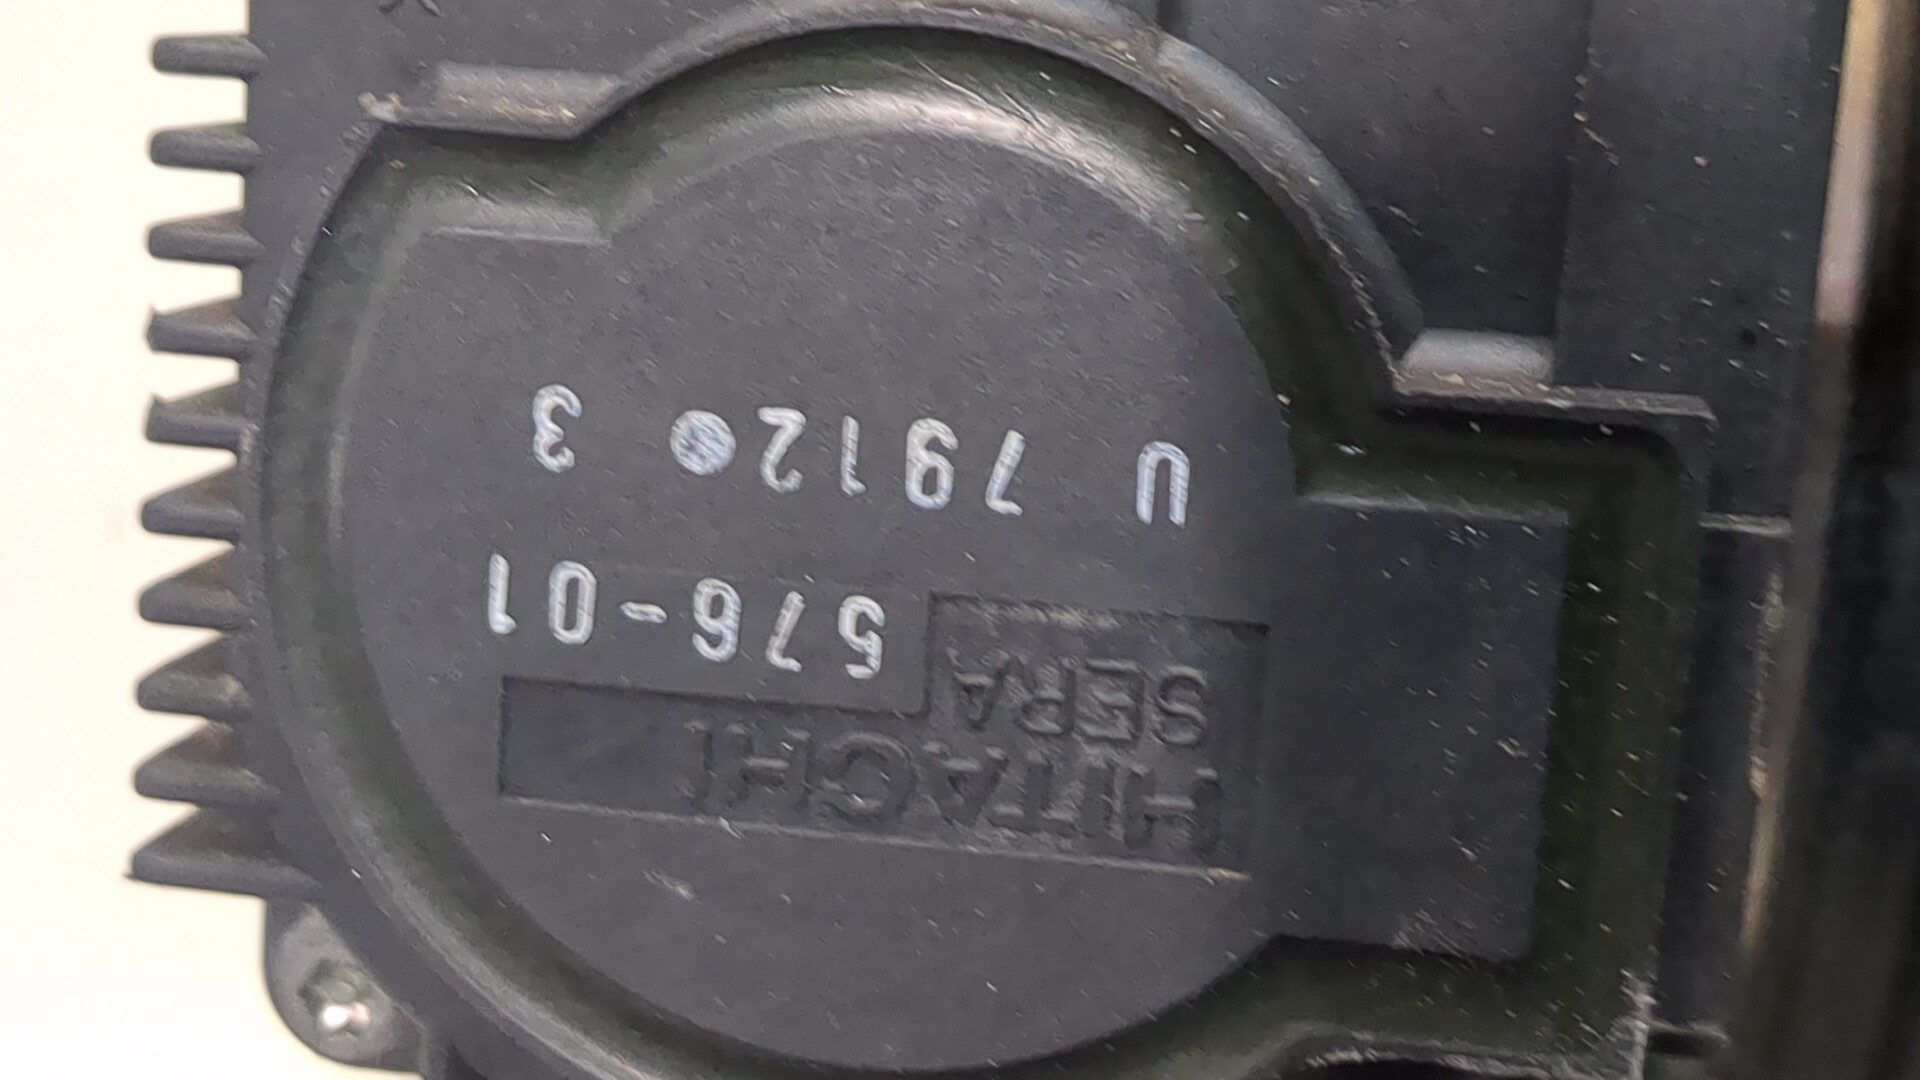 HITACHI
SERA
576-01
U 7912●3